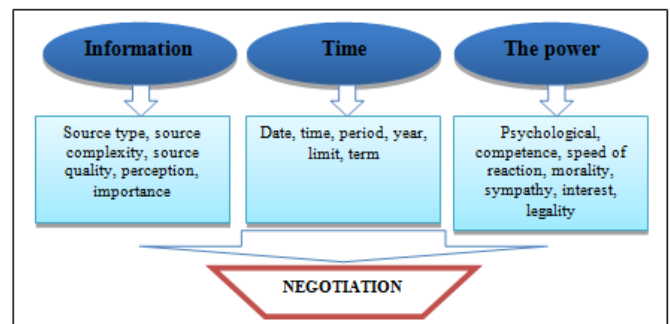 Information
Time
The power
Source type, source
complexity, source
quality, perception,
importance
Date, time, period, year,
limit, term
Psychological,
competence, speed of
reaction, morality,
sympathy, interest,
legality
NEGOTIATION